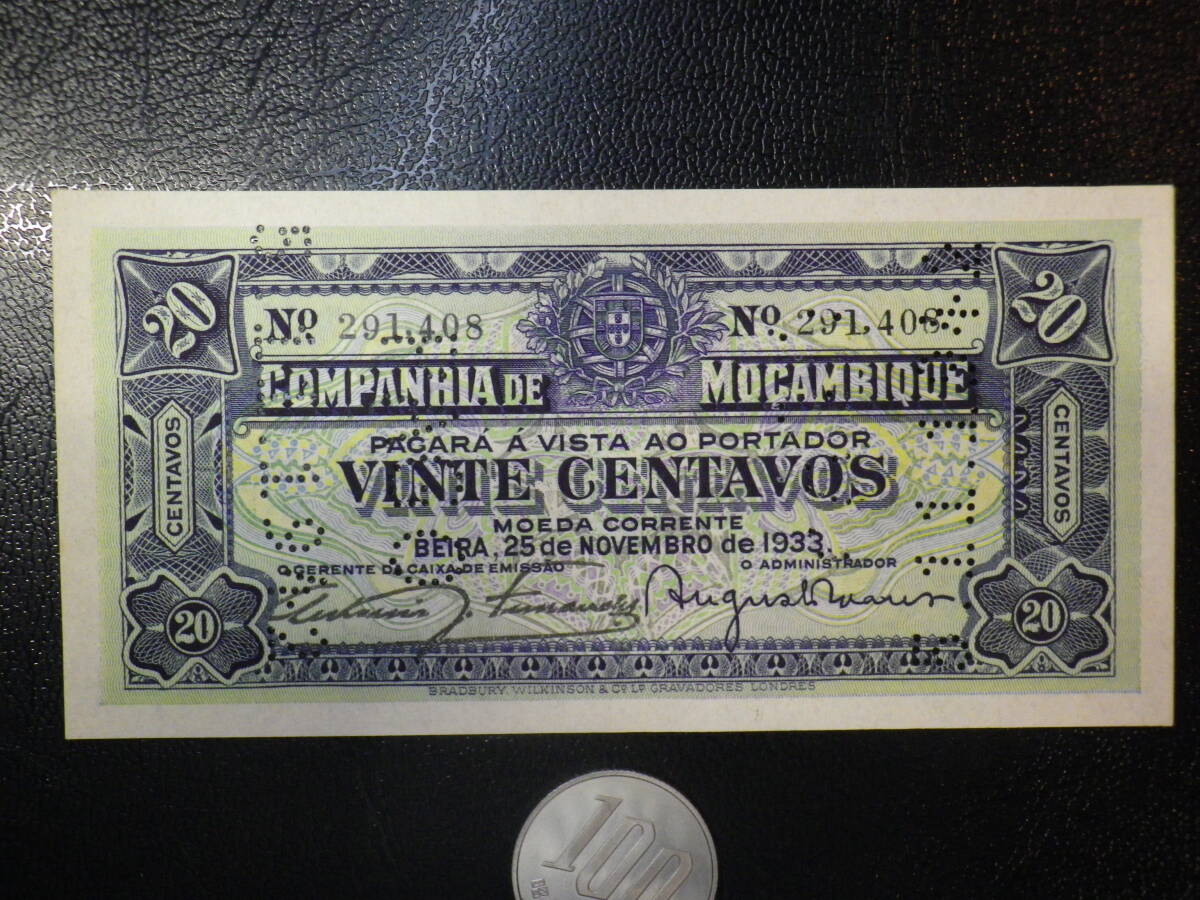 20 20
Nº 291,408 Nº 291,408
COMPANHIA DE MOÇAMBIQUE
PAGARÁ Á VISTA AO PORTADOR
VINTE CENTAVOS
MOEDA CORRENTE
BEIRA, 25 de NOVEMBRO de 1933.
O GERENTE DA CAIXA DE EMISSÃO O ADMINISTRADOR
CENTAVOS CENTAVOS
20 20
BRADBURY, WILKINSON & Cº Lº GRAVADORES LONDRES
100